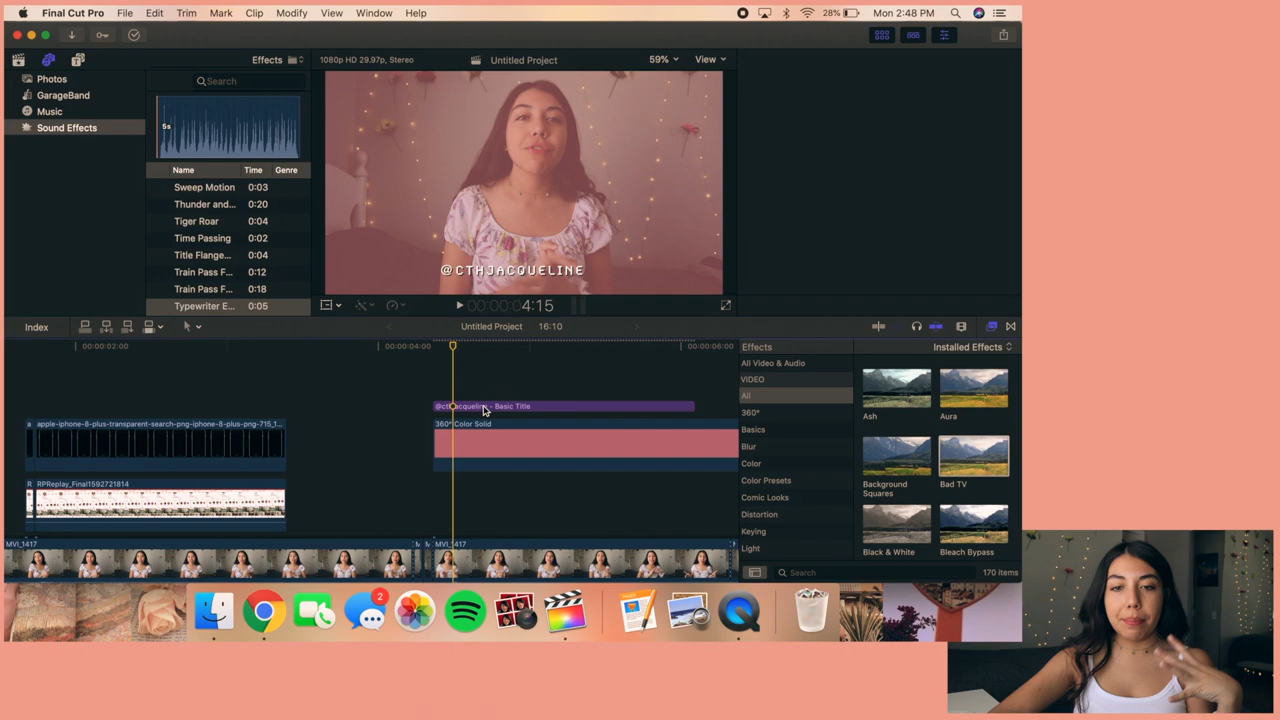 Final Cut Pro File Edit Trim Mark Clip Modify View Window Help 28% Mon 2:48 PM
Effects 1080p HD 29.97p, Stereo Untitled Project 59% View
Photos
GarageBand
Music
Sound Effects
Search
5s
Name Time Genre
Sweep Motion 0:03
Thunder and... 0:20
Tiger Roar 0:04
Time Passing 0:02
Title Flange... 0:04
Train Pass F... 0:12
Train Pass F... 0:18
Typewriter E... 0:05
@CTHJACQUELINE
00:00:00:4:15
Index Untitled Project 16:10
00:00:02:00 00:00:04:00 00:00:06:00
@cthjacqueline - Basic Title
a apple-iphone-8-plus-transparent-search-png-iphone-8-plus-png-715_1...
360° Color Solid
R RPReplay_Final1592721814
MVI_1417 M M MVI_1417
Effects Installed Effects
All Video & Audio
VIDEO
All
360°
Basics
Blur
Color
Color Presets
Comic Looks
Distortion
Keying
Light
Ash Aura
Background
Squares
Bad TV
Black & White Bleach Bypass
Search 170 items
2